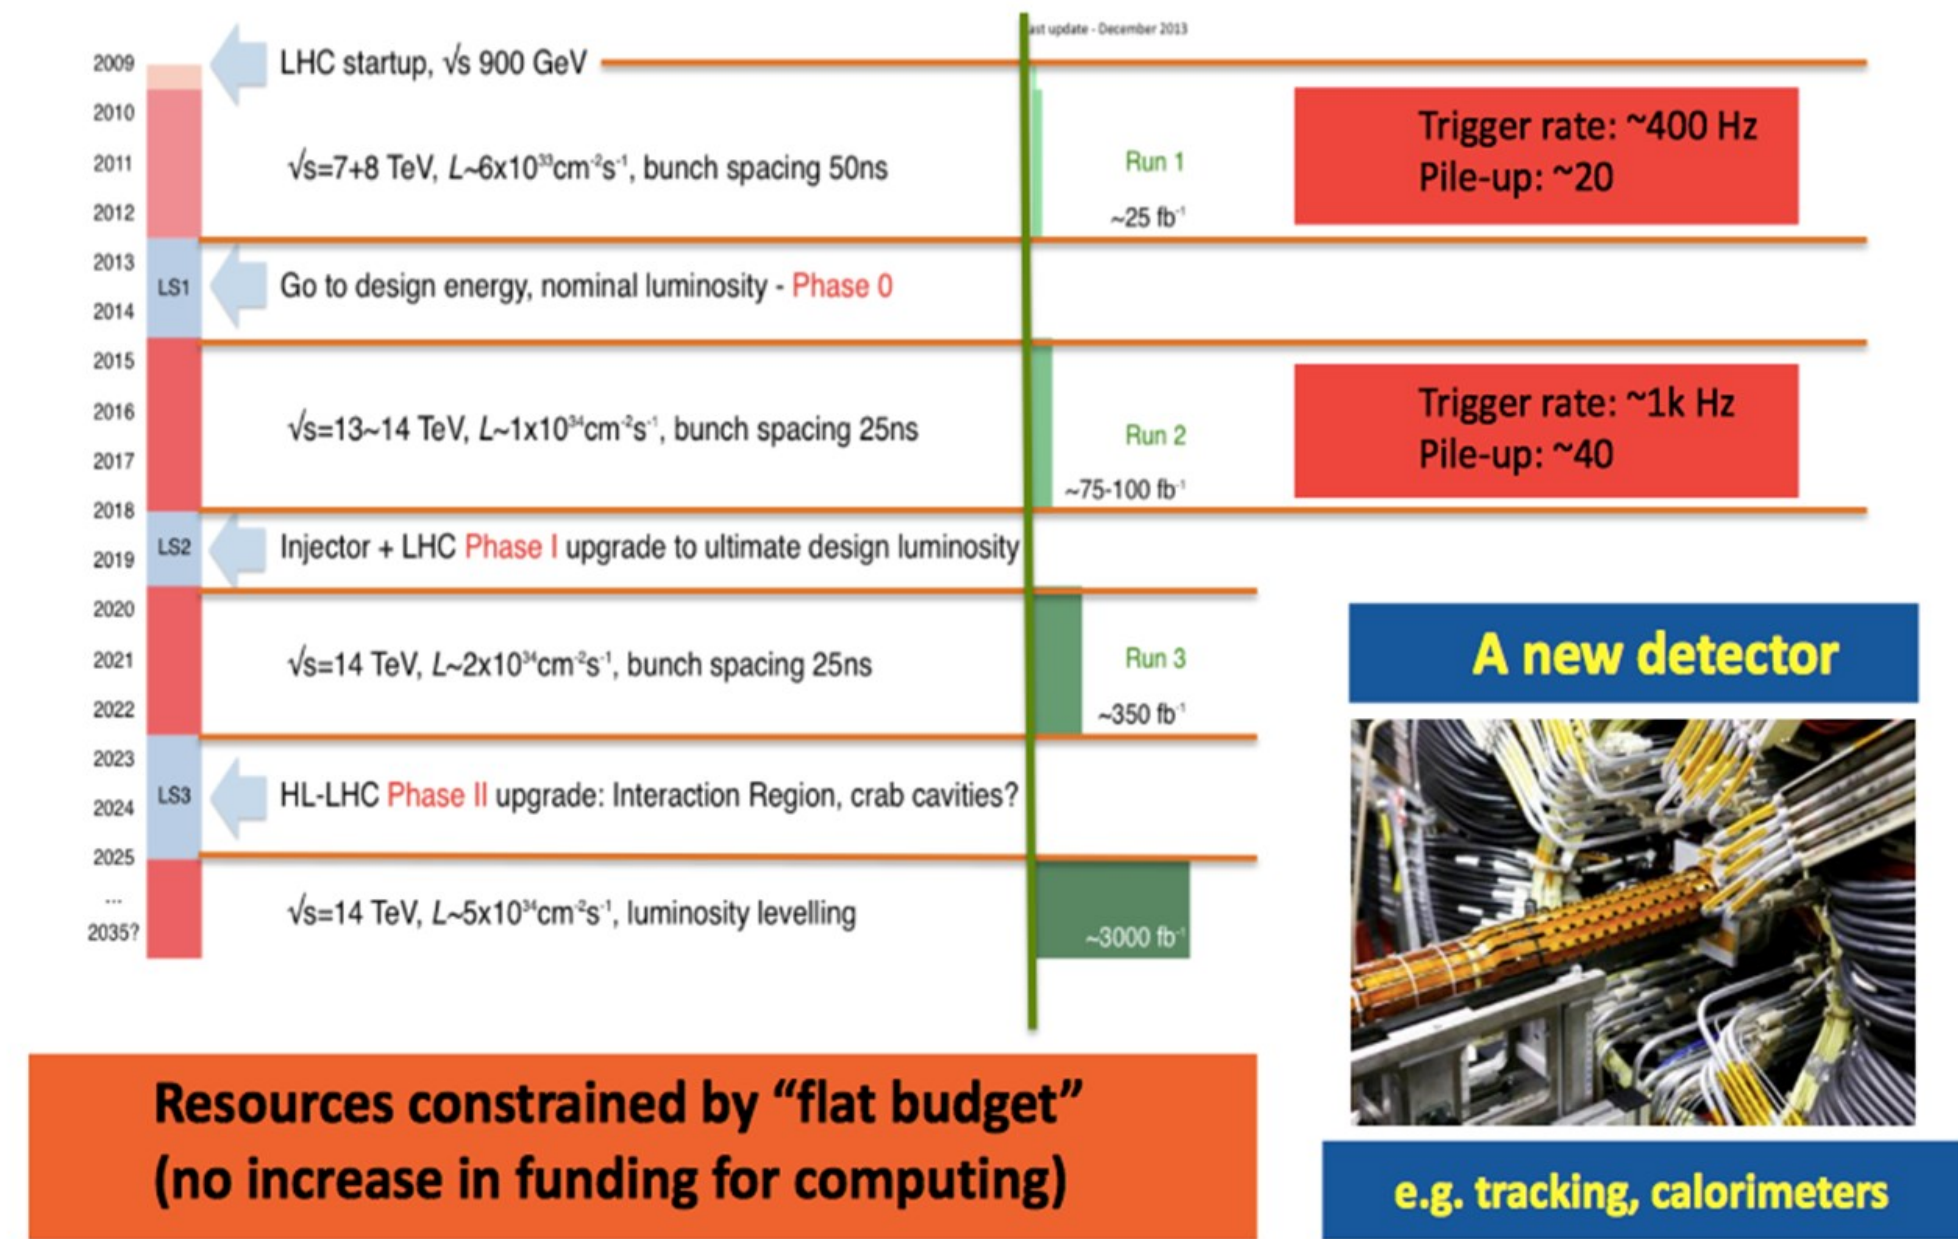 ast update - December 2013
2009
LHC startup, √s 900 GeV
2010
Trigger rate: ~400 Hz
2011
√s=7+8 TeV, L~6x10³³cm⁻²s⁻¹, bunch spacing 50ns
Run 1
Pile-up: ~20
2012
~25 fb⁻¹
2013
LS1
Go to design energy, nominal luminosity - Phase 0
2014
2015
2016
√s=13~14 TeV, L~1x10³⁴cm⁻²s⁻¹, bunch spacing 25ns
Run 2
Trigger rate: ~1k Hz
Pile-up: ~40
2017
~75-100 fb⁻¹
2018
LS2
Injector + LHC Phase I upgrade to ultimate design luminosity
2019
2020
2021
√s=14 TeV, L~2x10³⁴cm⁻²s⁻¹, bunch spacing 25ns
Run 3
A new detector
2022
~350 fb⁻¹
2023
LS3
HL-LHC Phase II upgrade: Interaction Region, crab cavities?
2024
2025
...
√s=14 TeV, L~5x10³⁴cm⁻²s⁻¹, luminosity levelling
2035?
~3000 fb⁻¹
Resources constrained by “flat budget”
(no increase in funding for computing)
e.g. tracking, calorimeters